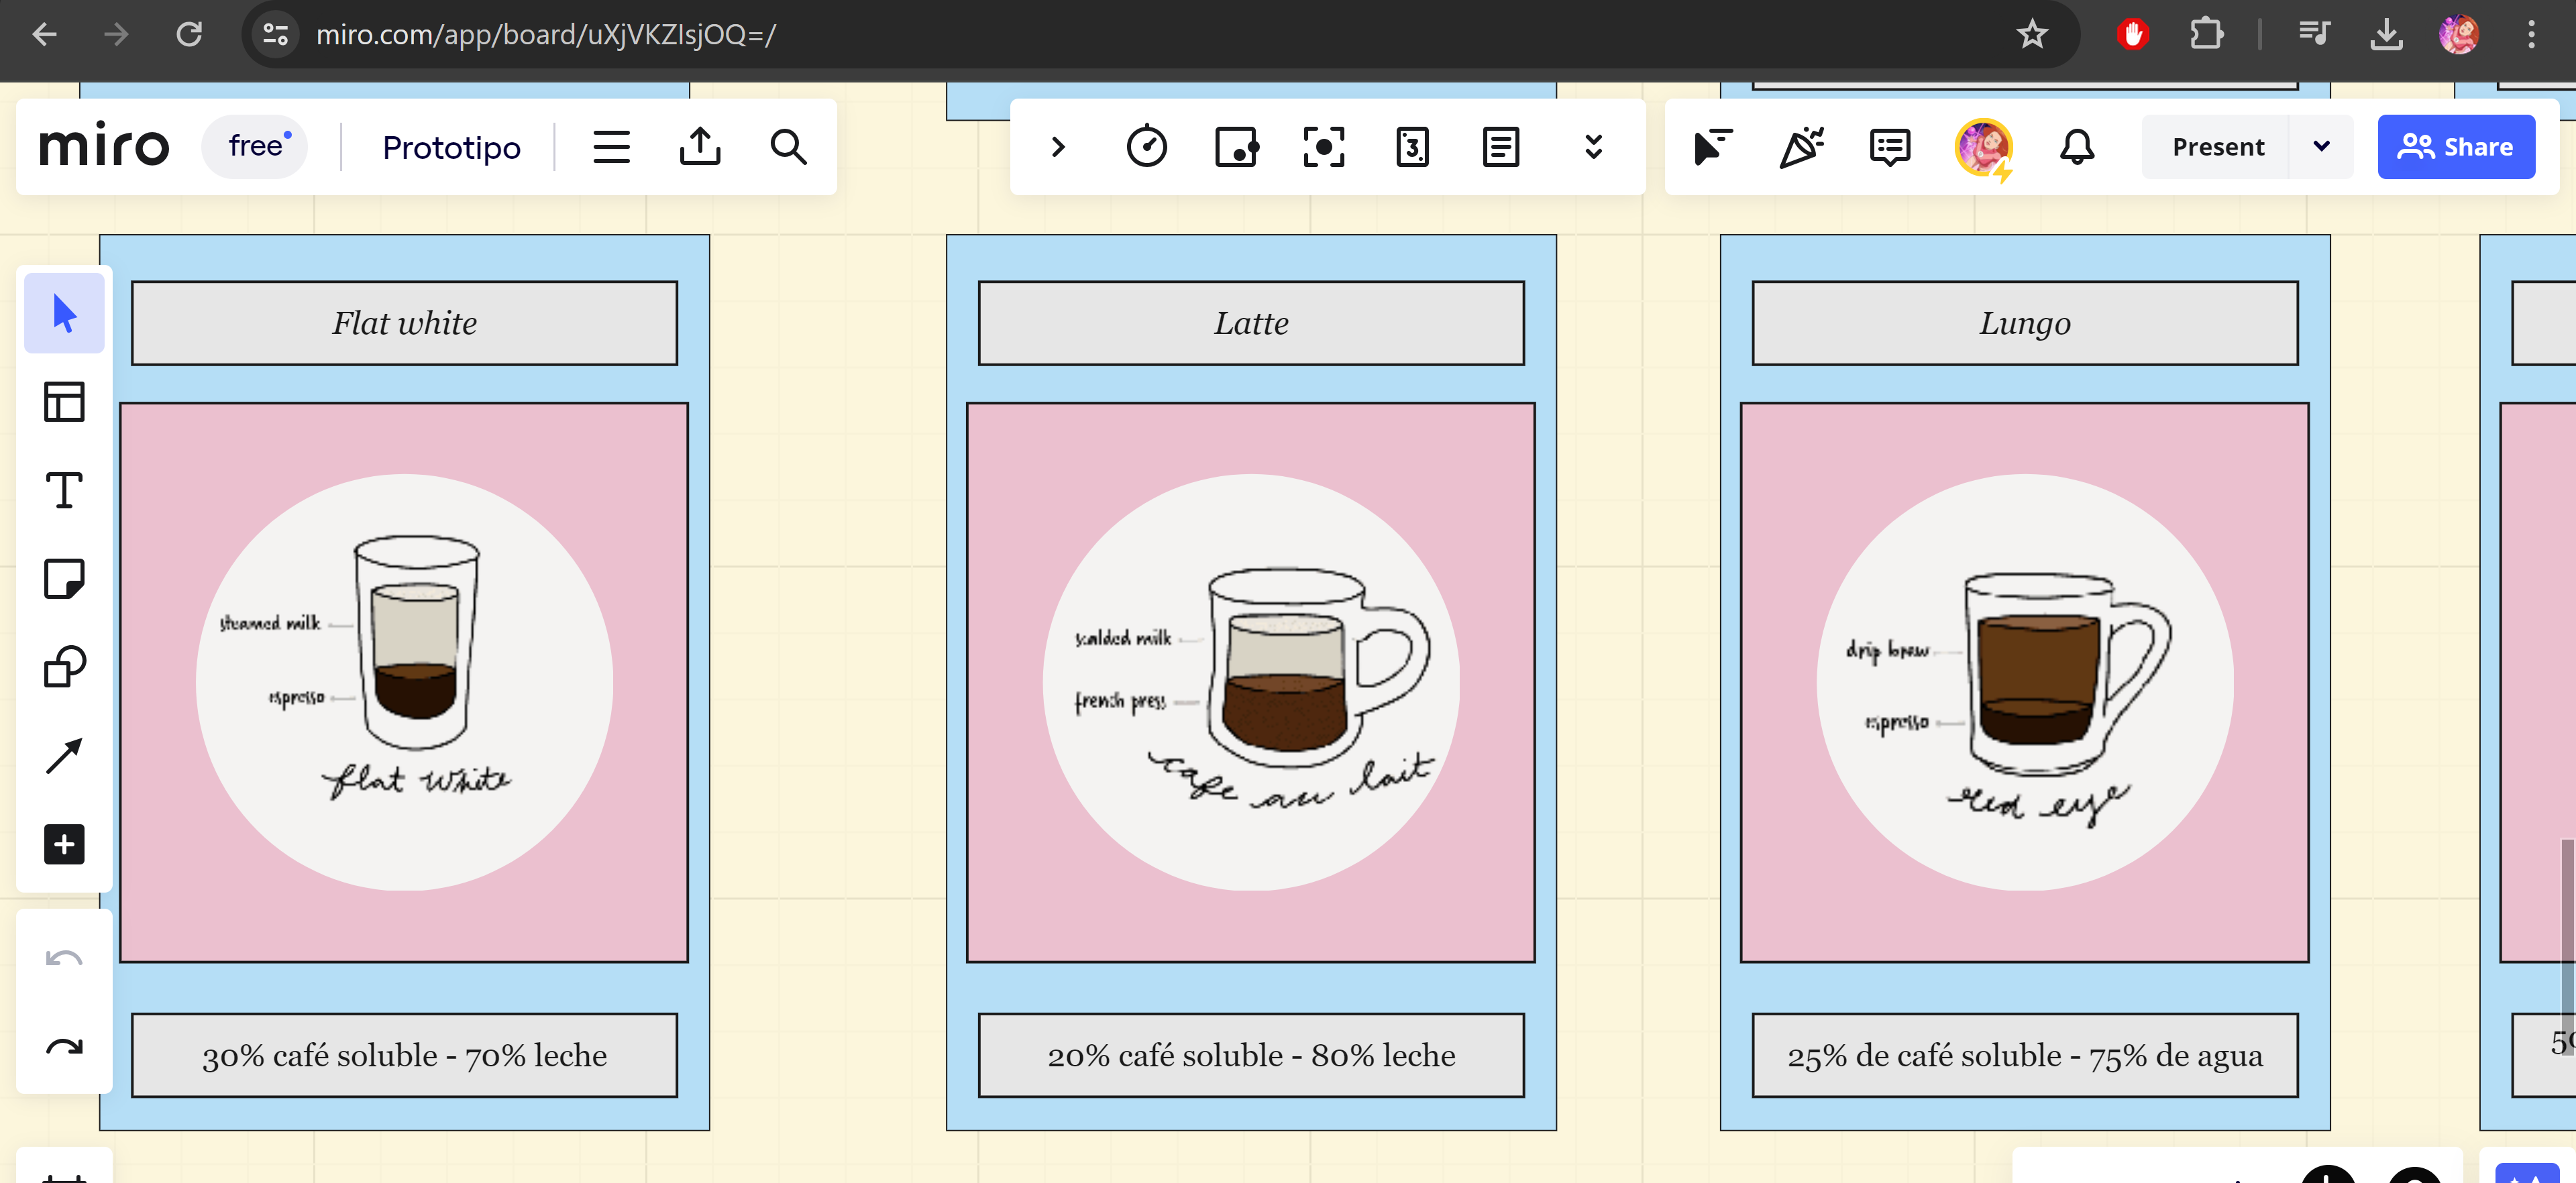 miro.com/app/board/uXjVKZIsjOQ=/
miro
free
Prototipo
3
Present
Share
Flat white
Latte
Lungo
steamed milk
espresso
flat white
scalded milk
french press
cafe au lait
drip brew
espresso
red eye
30% café soluble - 70% leche
20% café soluble - 80% leche
25% de café soluble - 75% de agua